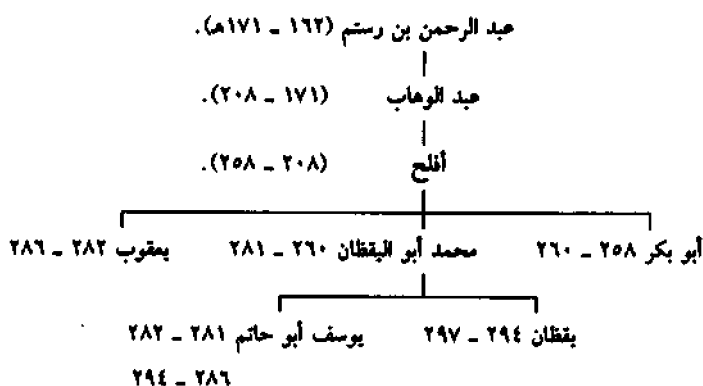 عبد الرحمن بن رستم (١٦٢ ـ ١٧١هـ).
عبد الوهاب (١٧١ ـ ٢٠٨).
أفلح (٢٠٨ ـ ٢٥٨).
أبو بكر ٢٥٨ ـ ٢٦٠ محمد أبو اليقظان ٢٦٠ ـ ٢٨١ يعقوب ٢٨٢ ـ ٢٨٦
يقظان ٢٩٤ ـ ٢٩٧ يوسف أبو حاتم ٢٨١ ـ ٢٨٢
٢٨٦ ـ ٢٩٤